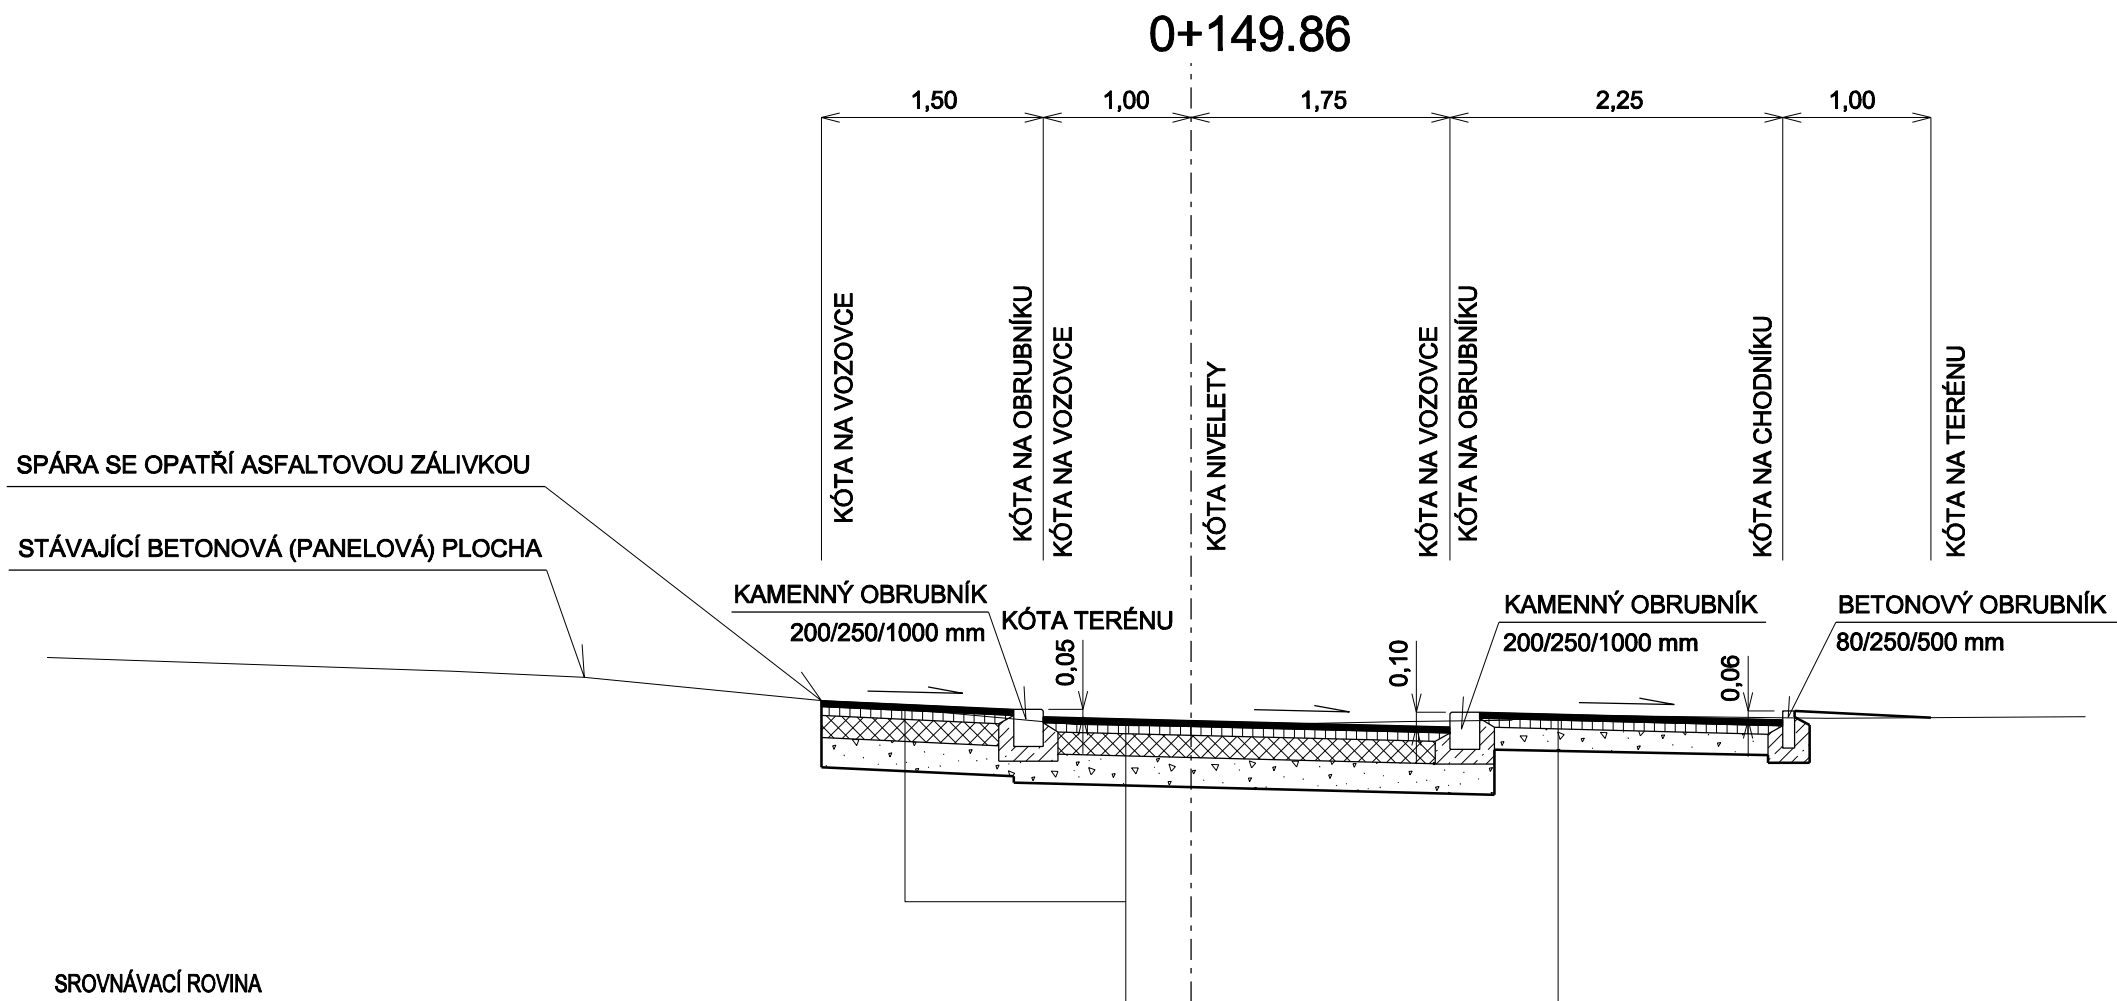 0+149.86
1,50
1,00
1,75
2,25
1,00
KÓTA NA VOZOVCE
KÓTA NA OBRUBNÍKU
KÓTA NA VOZOVCE
KÓTA NIVELETY
KÓTA NA VOZOVCE
KÓTA NA OBRUBNÍKU
KÓTA NA CHODNÍKU
KÓTA NA TERÉNU
SPÁRA SE OPATŘÍ ASFALTOVOU ZÁLIVKOU
STÁVAJÍCÍ BETONOVÁ (PANELOVÁ) PLOCHA
KAMENNÝ OBRUBNÍK
200/250/1000 mm
KÓTA TERÉNU
0,05
0,10
KAMENNÝ OBRUBNÍK
200/250/1000 mm
0,06
BETONOVÝ OBRUBNÍK
80/250/500 mm
SROVNÁVACÍ ROVINA